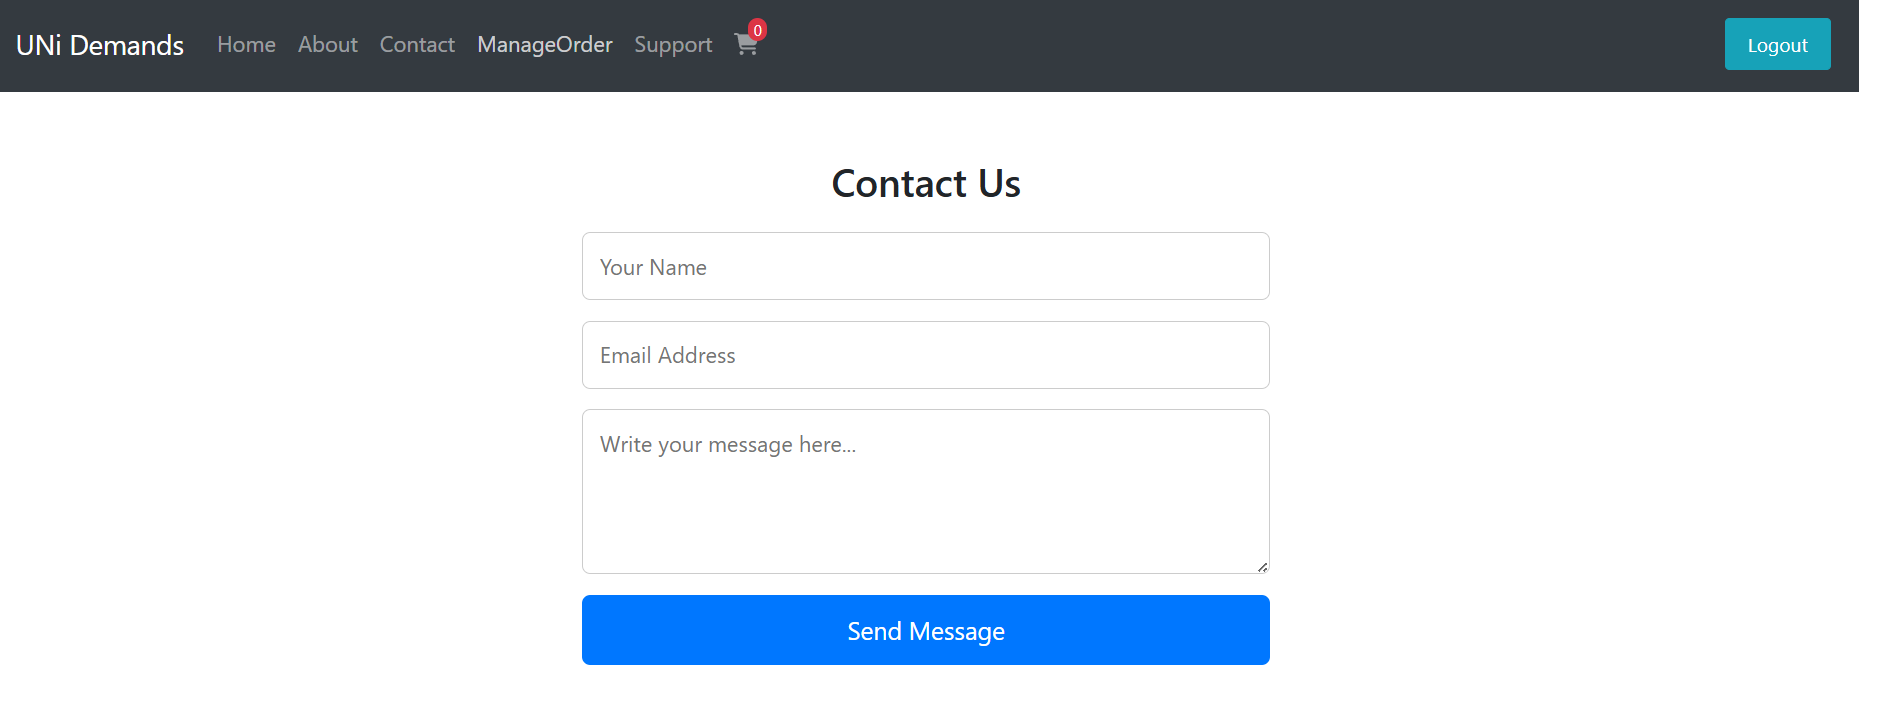 UNi Demands Home About Contact ManageOrder Support 0 Logout
Contact Us
Your Name
Email Address
Write your message here...
Send Message